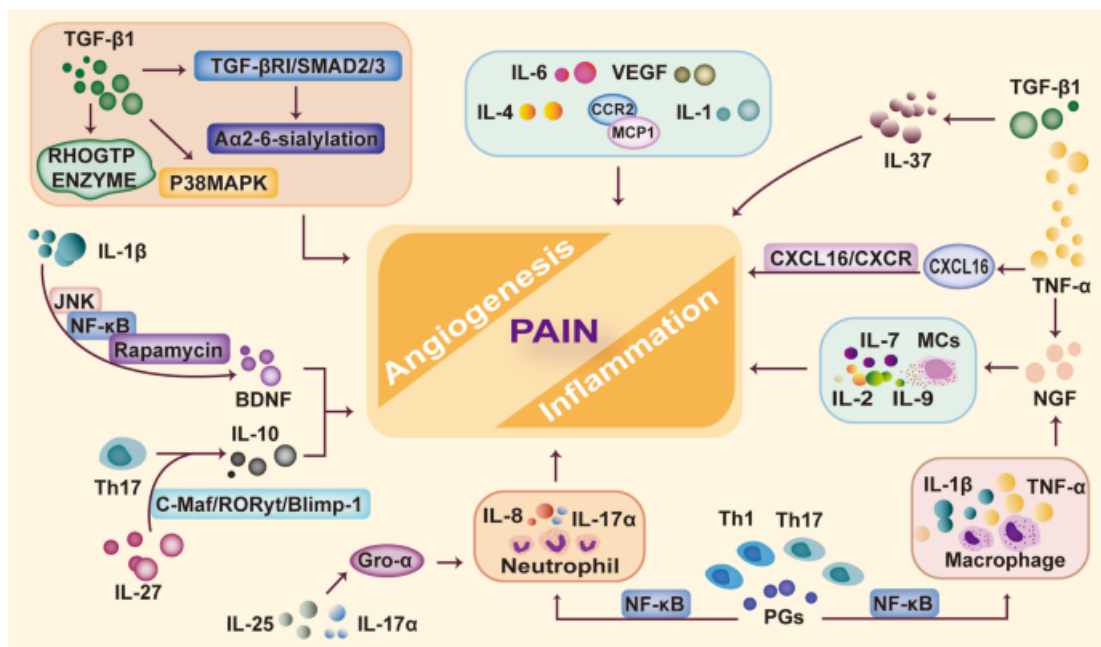 TGF-β1
TGF-βRI/SMAD2/3
Aα2-6-sialylation
RHOGTP
ENZYME
P38MAPK
IL-6
VEGF
IL-4
CCR2
MCP1
IL-1
TGF-β1
IL-37
IL-1β
JNK
NF-κB
Rapamycin
BDNF
Angiogenesis
PAIN
Inflammation
CXCL16/CXCR
CXCL16
TNF-α
IL-7
MCs
IL-2
IL-9
NGF
Th17
IL-10
C-Maf/RORyt/Blimp-1
IL-27
IL-25
IL-17α
Gro-α
IL-8
IL-17α
Neutrophil
Th1
Th17
NF-κB
PGs
NF-κB
IL-1β
TNF-α
Macrophage